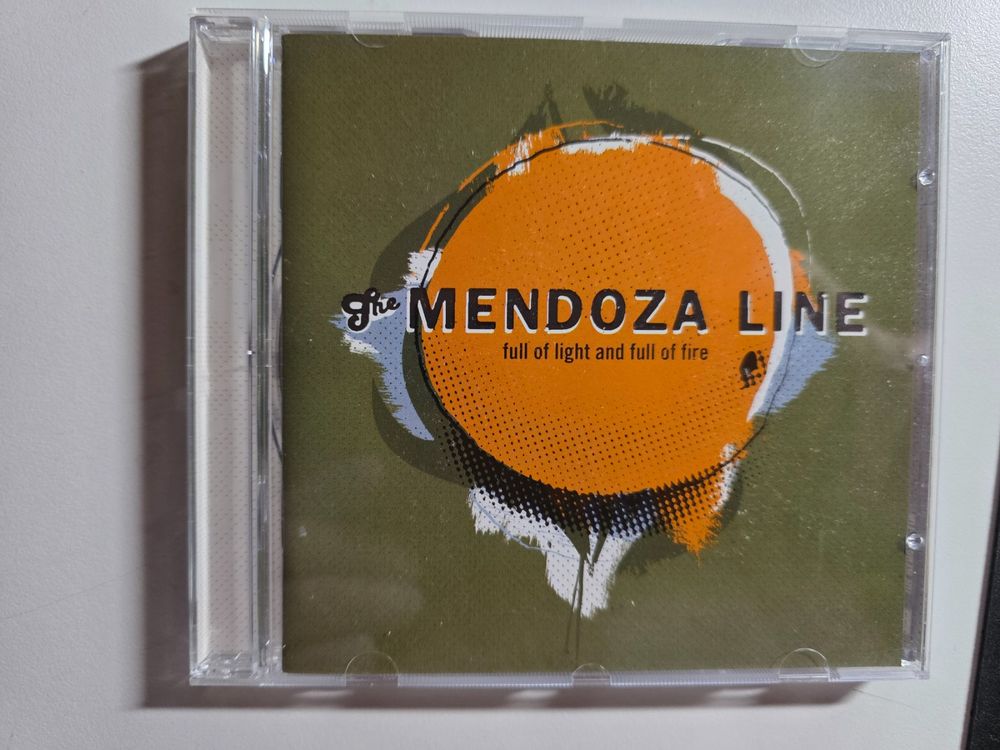 The MENDOZA LINE
full of light and full of fire